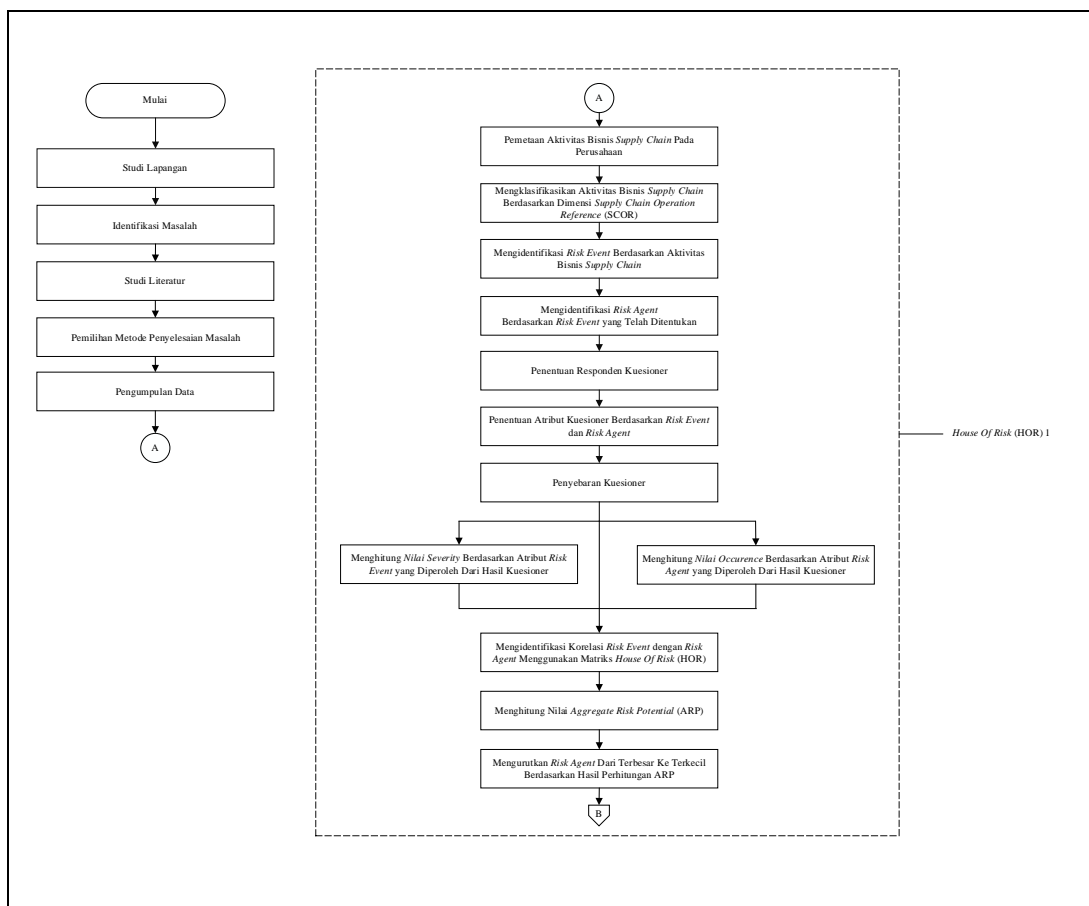 Mulai
Studi Lapangan
Identifikasi Masalah
Studi Literatur
Pemilihan Metode Penyelesaian Masalah
Pengumpulan Data
A
A
Pemetaan Aktivitas Bisnis Supply Chain Pada
Perusahaan
Mengklasifikasikan Aktivitas Bisnis Supply Chain
Berdasarkan Dimensi Supply Chain Operation
Reference (SCOR)
Mengidentifikasi Risk Event Berdasarkan Aktivitas
Bisnis Supply Chain
Mengidentifikasi Risk Agent
Berdasarkan Risk Event yang Telah Ditentukan
Penentuan Responden Kuesioner
Penentuan Atribut Kuesioner Berdasarkan Risk Event
dan Risk Agent
Penyebaran Kuesioner
Menghitung Nilai Severity Berdasarkan Atribut Risk
Event yang Diperoleh Dari Hasil Kuesioner
Menghitung Nilai Occurence Berdasarkan Atribut Risk
Agent yang Diperoleh Dari Hasil Kuesioner
Mengidentifikasi Korelasi Risk Event dengan Risk
Agent Menggunakan Matriks House Of Risk (HOR)
Menghitung Nilai Aggregate Risk Potential (ARP)
Mengurutkan Risk Agent Dari Terbesar Ke Terkecil
Berdasarkan Hasil Perhitungan ARP
B
House Of Risk (HOR) 1